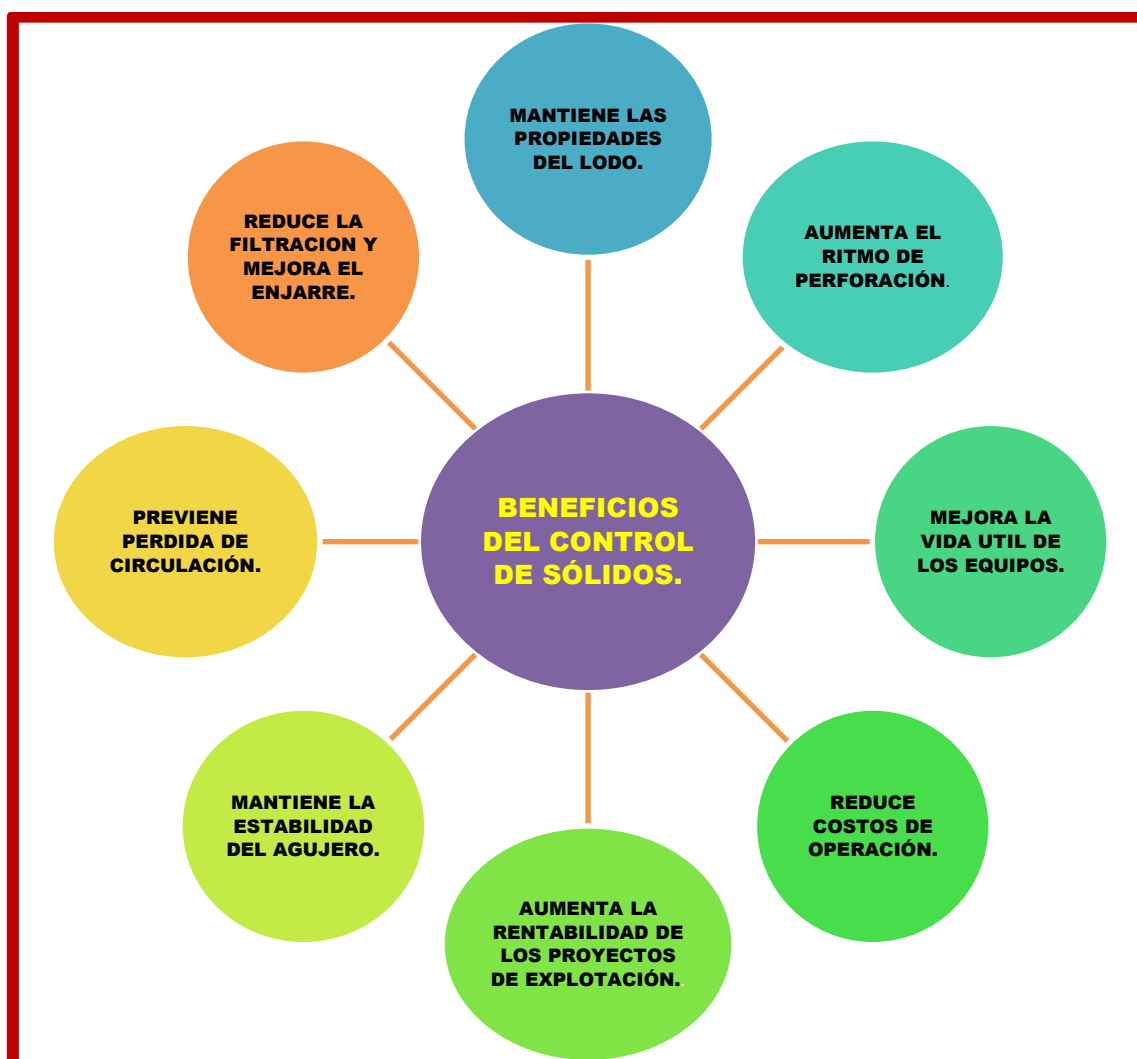 MANTIENE LAS
PROPIEDADES
DEL LODO.
AUMENTA EL
RITMO DE
PERFORACIÓN.
MEJORA LA
VIDA UTIL DE
LOS EQUIPOS.
REDUCE
COSTOS DE
OPERACIÓN.
AUMENTA LA
RENTABILIDAD DE
LOS PROYECTOS
DE EXPLOTACIÓN..
MANTIENE LA
ESTABILIDAD
DEL AGUJERO.
PREVIENE
PERDIDA DE
CIRCULACIÓN.
REDUCE LA
FILTRACION Y
MEJORA EL
ENJARRE.
BENEFICIOS
DEL CONTROL
DE SÓLIDOS.